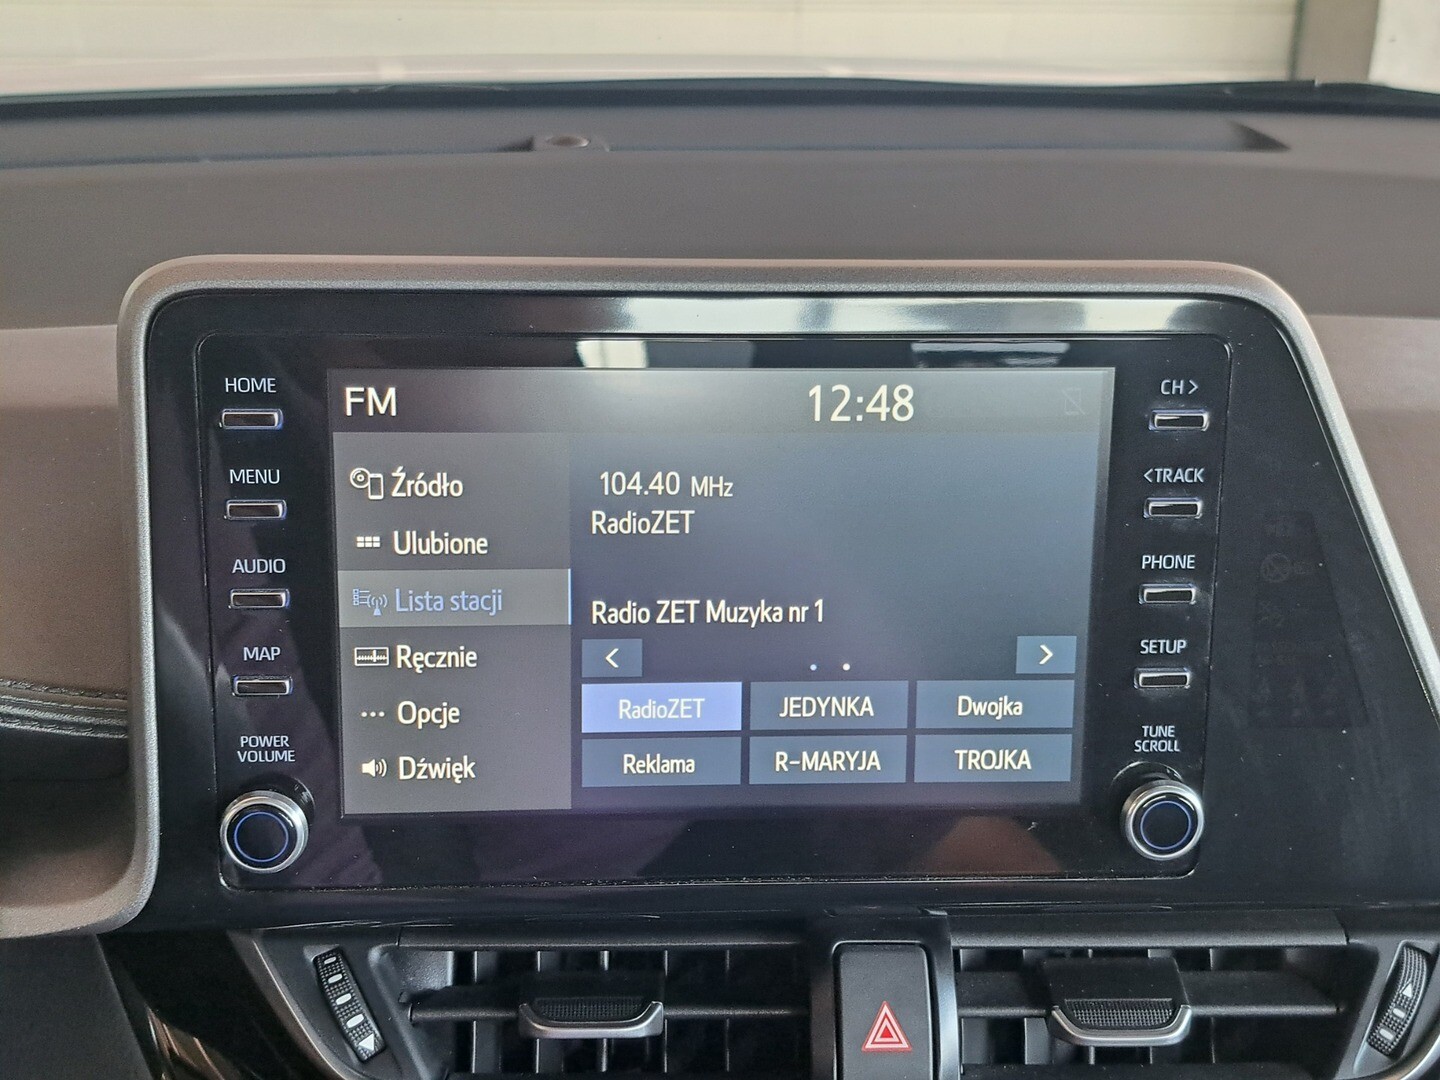 HOME
MENU
AUDIO
MAP
POWER
VOLUME
FM
12:48
Źródło
Ulubione
Lista stacji
Ręcznie
Opcje
Dźwięk
104.40 MHz
RadioZET
Radio ZET Muzyka nr 1
< >
RadioZET JEDYNKA Dwojka
Reklama R-MARYJA TROJKA
CH >
< TRACK
PHONE
SETUP
TUNE
SCROLL